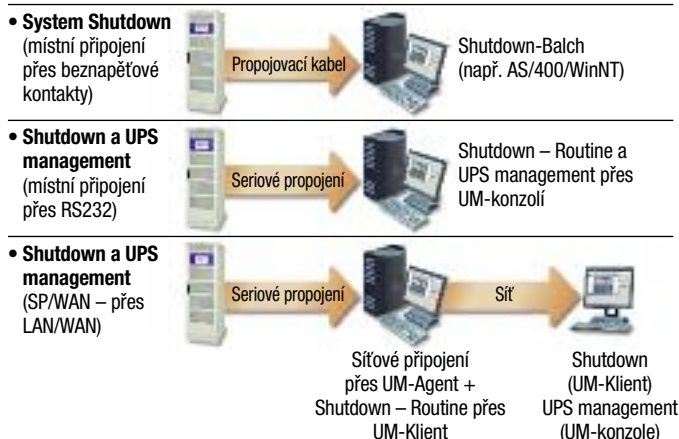 • System Shutdown
(místní připojení
přes beznapěťové
kontakty)
Propojovací kabel
Shutdown-Balch
(např. AS/400/WinNT)
• Shutdown a UPS
management
(místní připojení
přes RS232)
Seriové propojení
Shutdown – Routine a
UPS management přes
UM-konzolí
• Shutdown a UPS
management
(SP/WAN – přes
LAN/WAN)
Seriové propojení
Síť
Síťové připojení
přes UM-Agent +
Shutdown – Routine přes
UM-Klient
Shutdown
(UM-Klient)
UPS management
(UM-konzole)